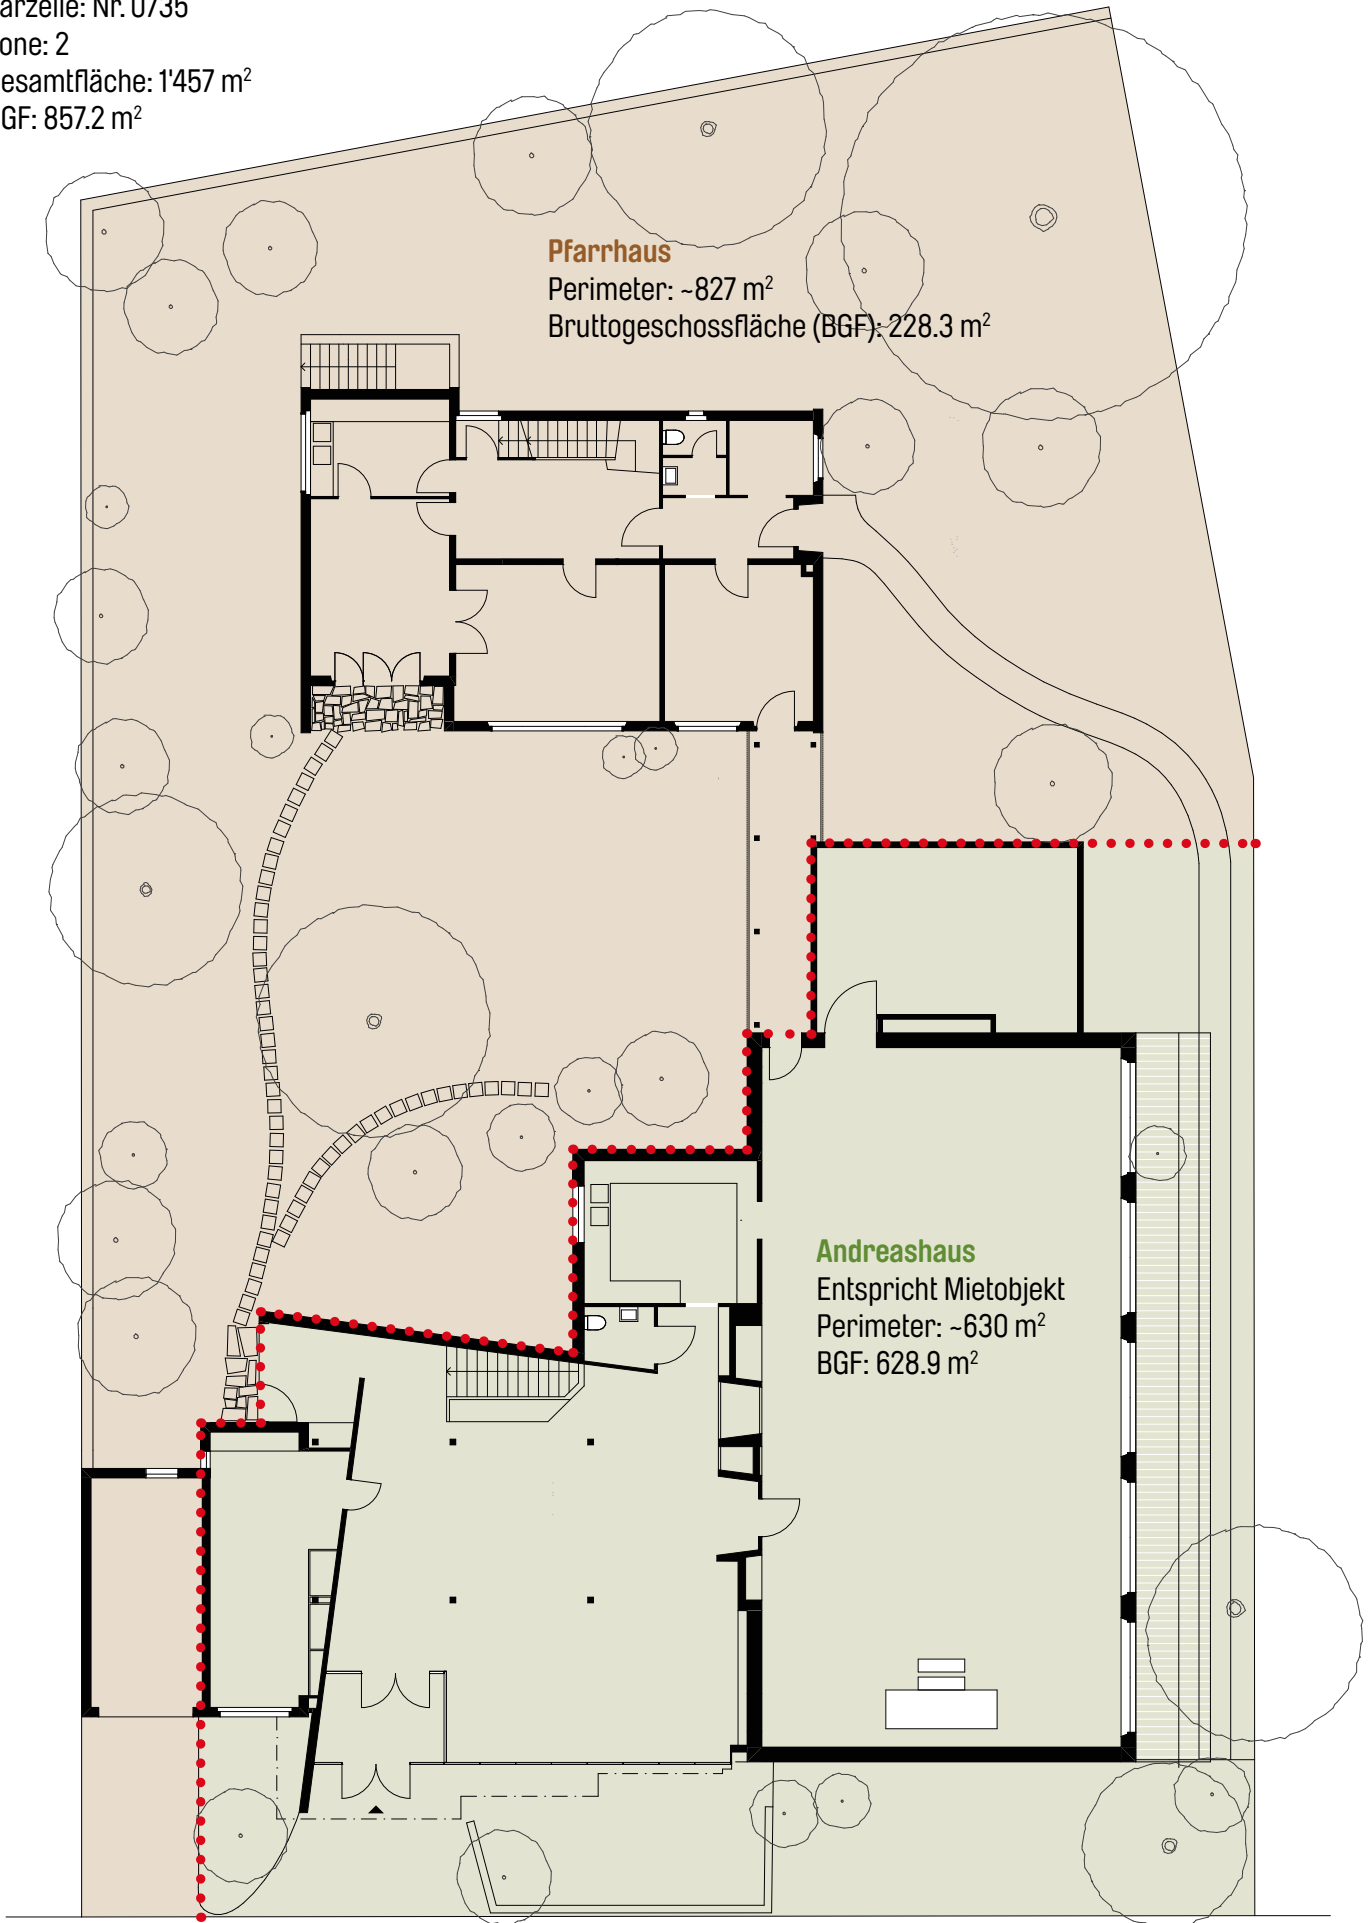 arzelle: Nr. 0735
one: 2
esamtfläche: 1'457 m²
GF: 857.2 m²
Pfarrhaus
Perimeter: ~827 m²
Bruttogeschossfläche (BGF): 228.3 m²
Andreashaus
Entspricht Mietobjekt
Perimeter: ~630 m²
BGF: 628.9 m²